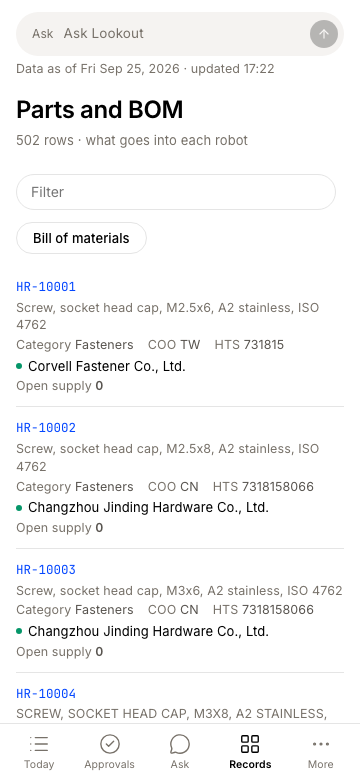 Ask Ask Lookout
Data as of Fri Sep 25, 2026 · updated 17:22
Parts and BOM
502 rows · what goes into each robot
Filter
Bill of materials
HR-10001
Screw, socket head cap, M2.5x6, A2 stainless, ISO
4762
Category Fasteners COO TW HTS 731815
Corvell Fastener Co., Ltd.
Open supply 0
HR-10002
Screw, socket head cap, M2.5x8, A2 stainless, ISO
4762
Category Fasteners COO CN HTS 7318158066
Changzhou Jinding Hardware Co., Ltd.
Open supply 0
HR-10003
Screw, socket head cap, M3x6, A2 stainless, ISO 4762
Category Fasteners COO CN HTS 7318158066
Changzhou Jinding Hardware Co., Ltd.
Open supply 0
HR-10004
SCREW, SOCKET HEAD CAP, M3X8, A2 STAINLESS,
Today Approvals Ask Records More